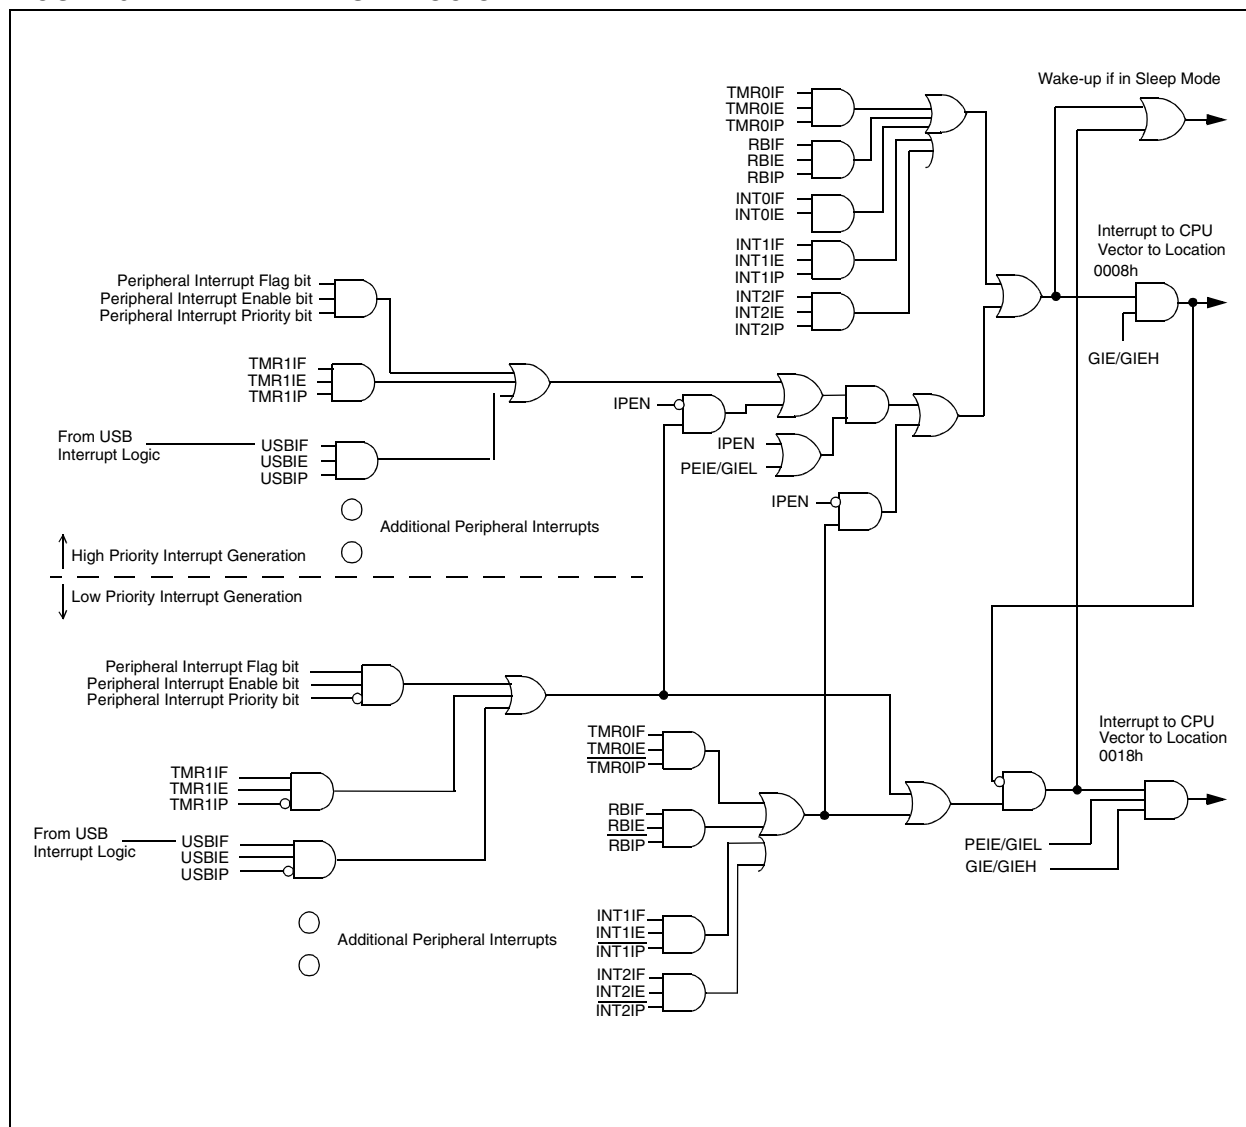 Wake-up if in Sleep Mode
TMR0IF
TMR0IE
TMR0IP
RBIF
RBIE
RBIP
INT0IF
INT0IE
INT1IF
INT1IE
INT1IP
INT2IF
INT2IE
INT2IP
Interrupt to CPU
Vector to Location
0008h
GIE/GIEH
Peripheral Interrupt Flag bit
Peripheral Interrupt Enable bit
Peripheral Interrupt Priority bit
TMR1IF
TMR1IE
TMR1IP
From USB
Interrupt Logic
USBIF
USBIE
USBIP
IPEN
IPEN
PEIE/GIEL
IPEN
Additional Peripheral Interrupts
High Priority Interrupt Generation
Low Priority Interrupt Generation
Peripheral Interrupt Flag bit
Peripheral Interrupt Enable bit
Peripheral Interrupt Priority bit
TMR1IF
TMR1IE
TMR1IP
From USB
Interrupt Logic
USBIF
USBIE
USBIP
Additional Peripheral Interrupts
TMR0IF
TMR0IE
TMR0IP
RBIF
RBIE
RBIP
INT1IF
INT1IE
INT1IP
INT2IF
INT2IE
INT2IP
Interrupt to CPU
Vector to Location
0018h
PEIE/GIEL
GIE/GIEH